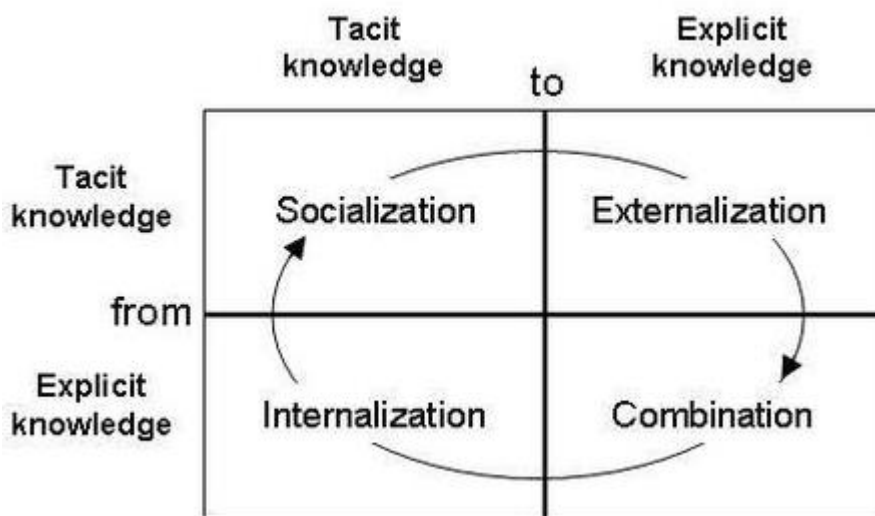 Tacit
knowledge
to
Explicit
knowledge
Tacit
knowledge
Socialization
Externalization
from
Explicit
knowledge
Internalization
Combination